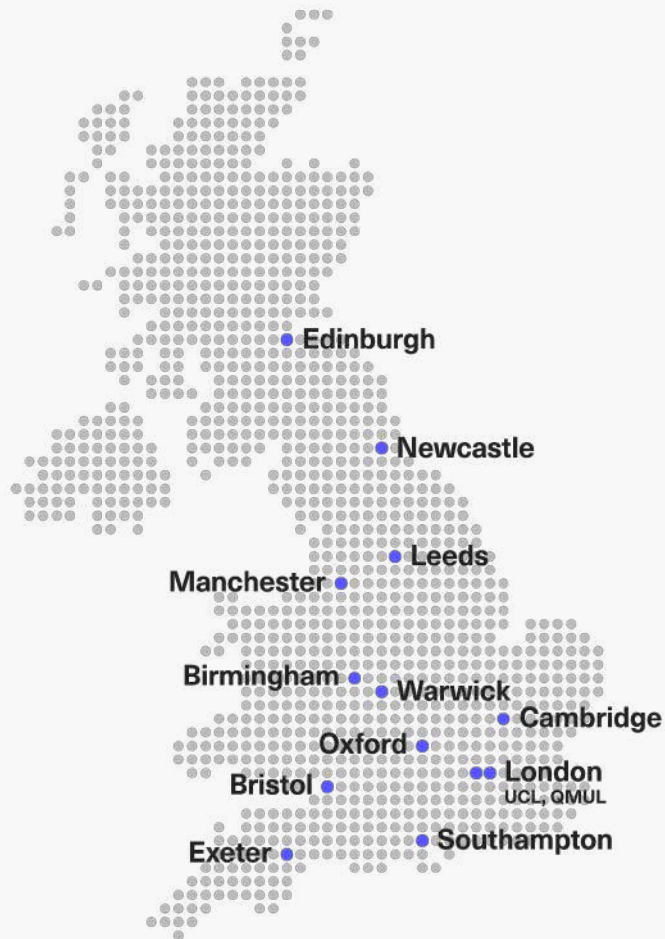 Edinburgh
Newcastle
Leeds
Manchester
Birmingham
Warwick
Cambridge
Oxford
London
UCL, QMUL
Bristol
Southampton
Exeter